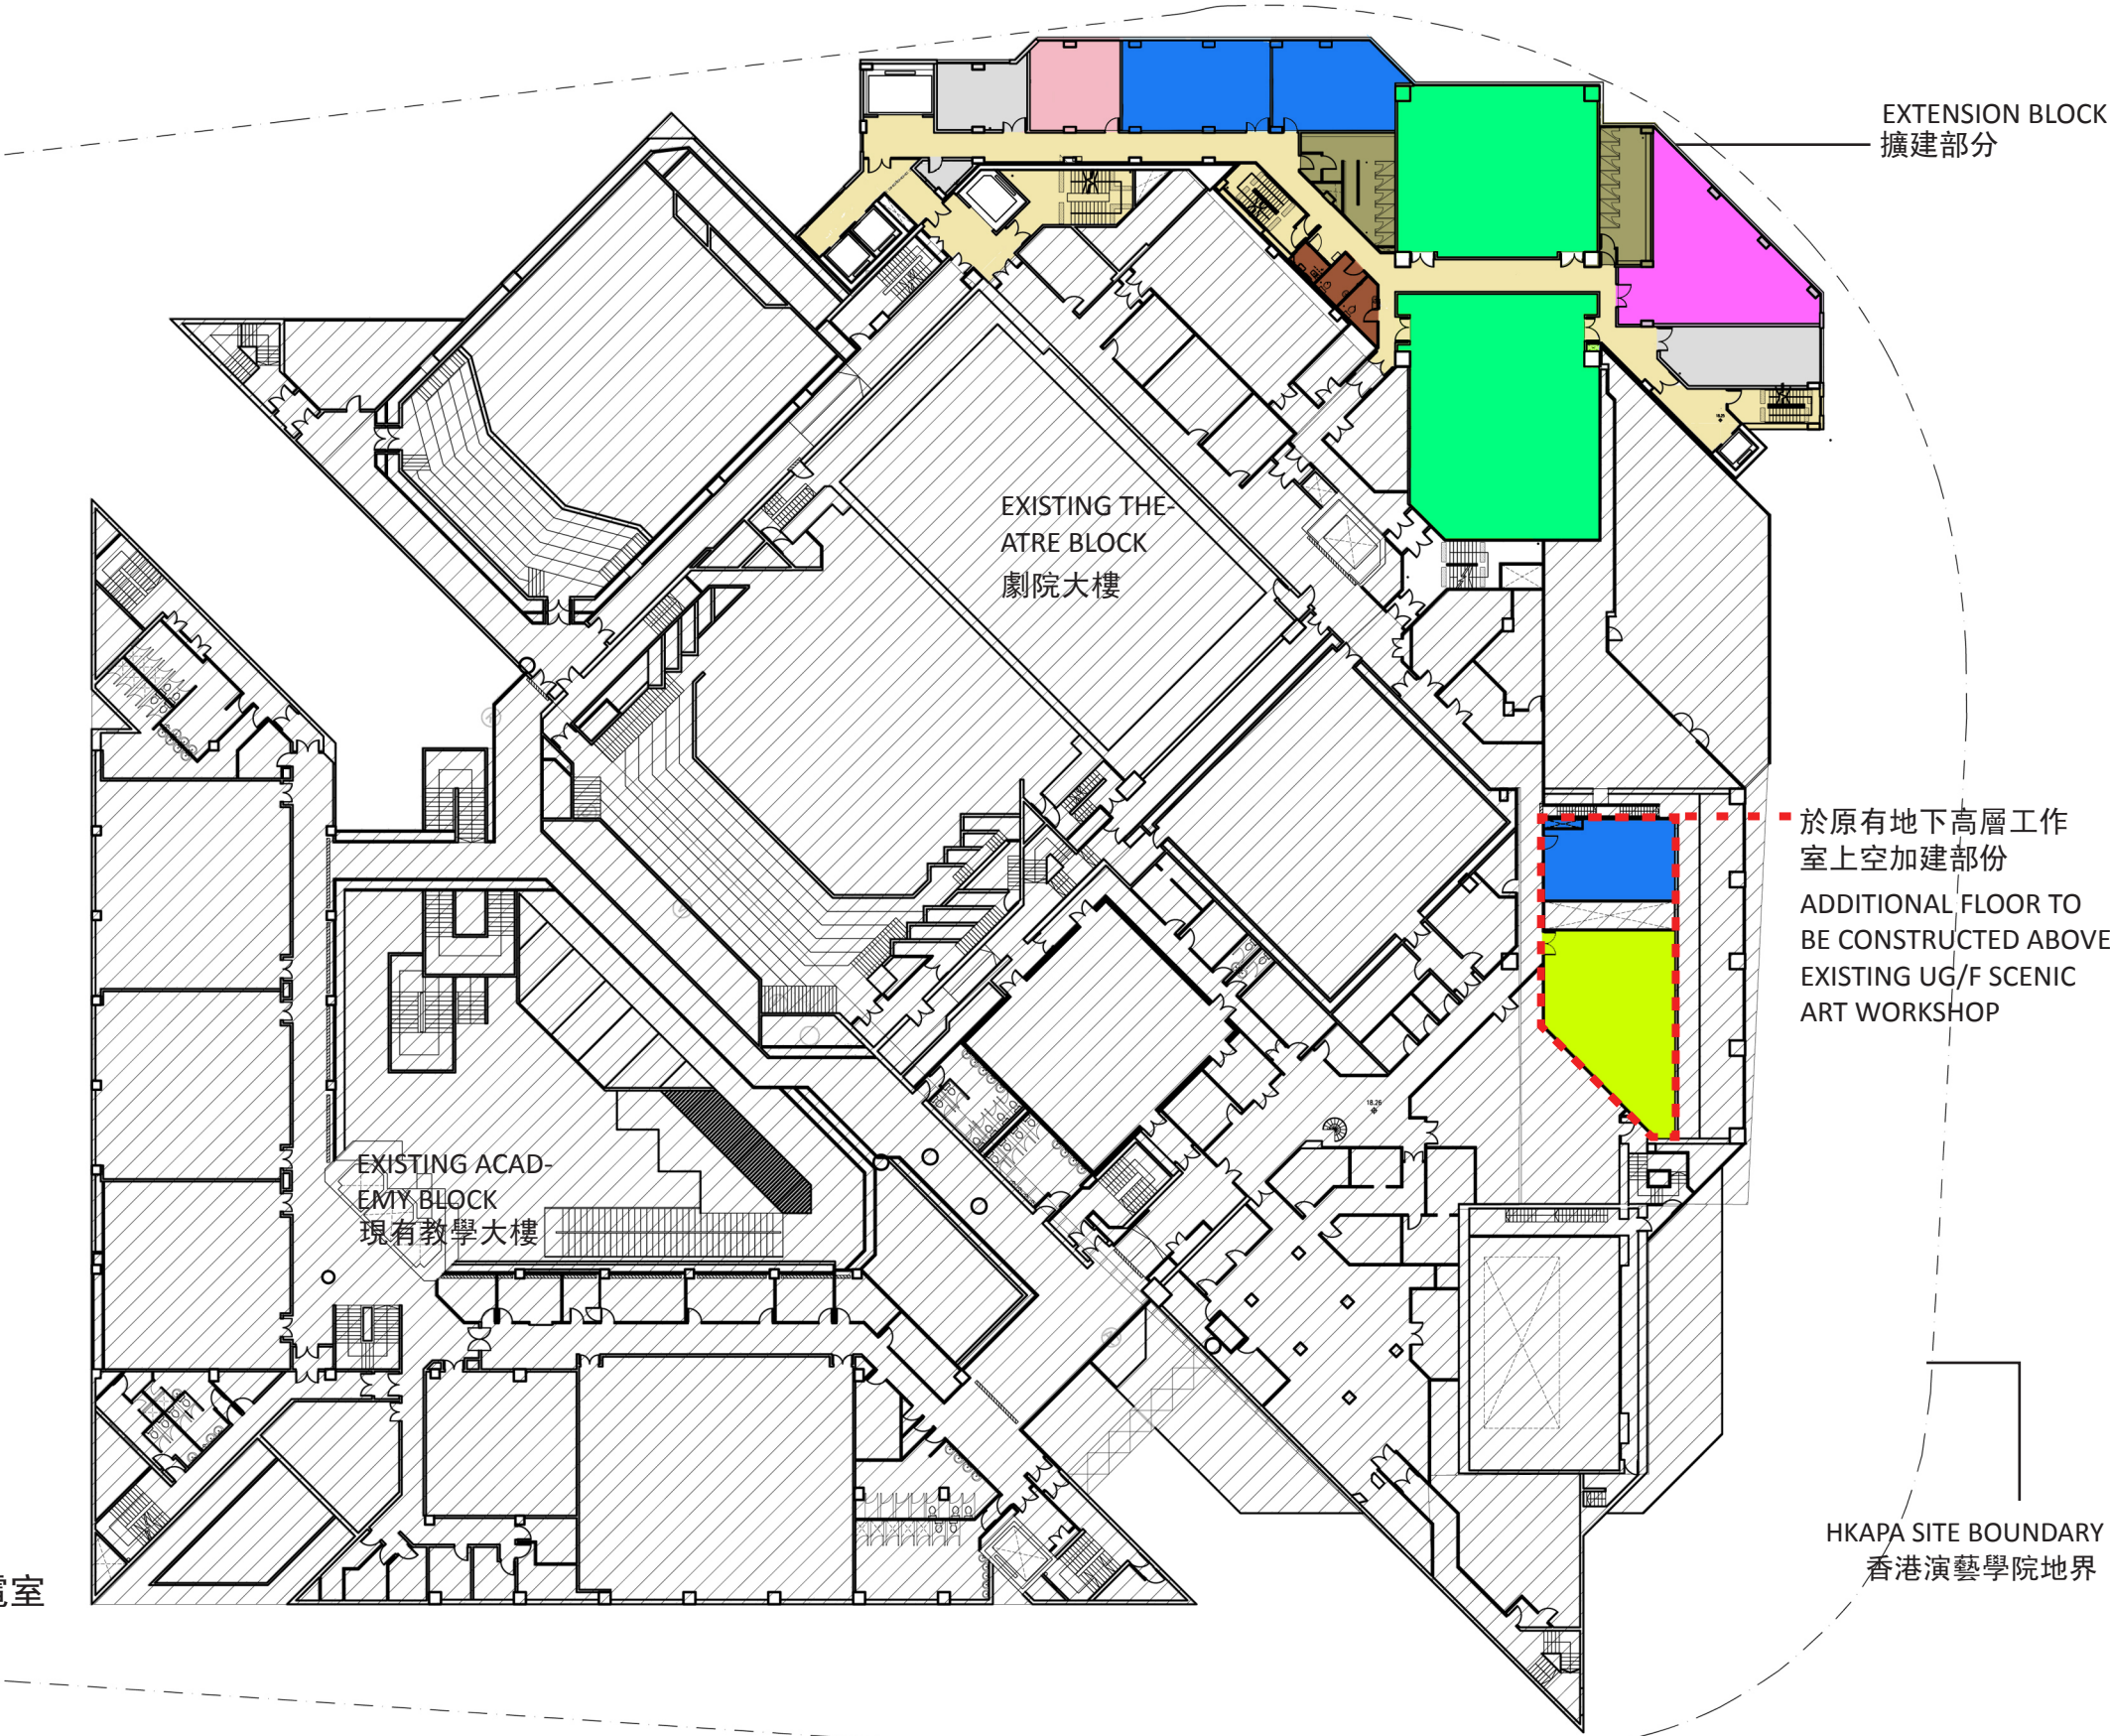 EXTENSION BLOCK
擴建部分
EXISTING THE-
ATRE BLOCK
劇院大樓
於原有地下高層工作
室上空加建部份
ADDITIONAL FLOOR TO
BE CONSTRUCTED ABOVE
EXISTING UG/F SCENIC
ART WORKSHOP
18.26
EXISTING ACAD-
EMY BLOCK
現有教學大樓
HKAPA SITE BOUNDARY
香港演藝學院地界
室